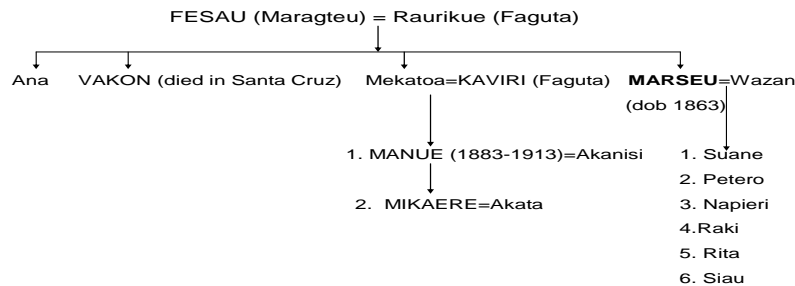 FESAU (Maragteu) = Raurikue (Faguta)
Ana VAKON (died in Santa Cruz) Mekatoa=KAVIRI (Faguta) MARSEU=Wazan
(dob 1863)
1. MANUE (1883-1913)=Akanisi 1. Suane
2. Petero
2. MIKAERE=Akata 3. Napieri
4.Raki
5. Rita
6. Siau